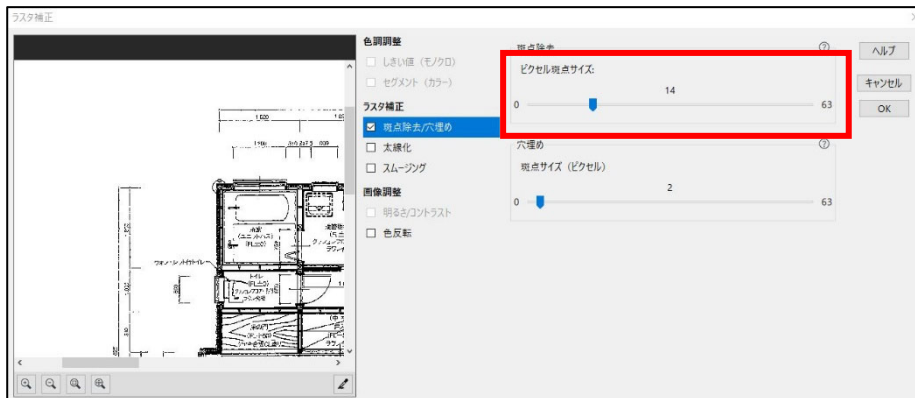 ラスタ補正
色調調整
しきい値（モノクロ）
セグメント（カラー）
ラスタ補正
斑点除去/穴埋め
太線化
スムージング
画像調整
明るさ/コントラスト
色反転
斑点除去
ピクセル斑点サイズ:
14
0
63
穴埋め
斑点サイズ（ピクセル）
2
0
63
ヘルプ
キャンセル
OK
1,820
トイレ